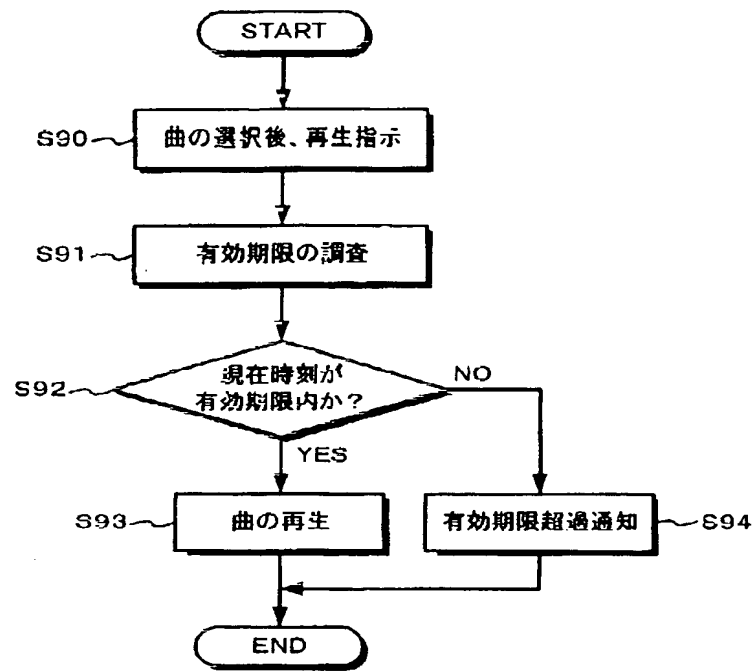 START
S90
曲の選択後、再生指示
S91
有効期限の調査
S92
現在時刻が
有効期限内か?
NO
YES
S93
曲の再生
有効期限超過通知
S94
END